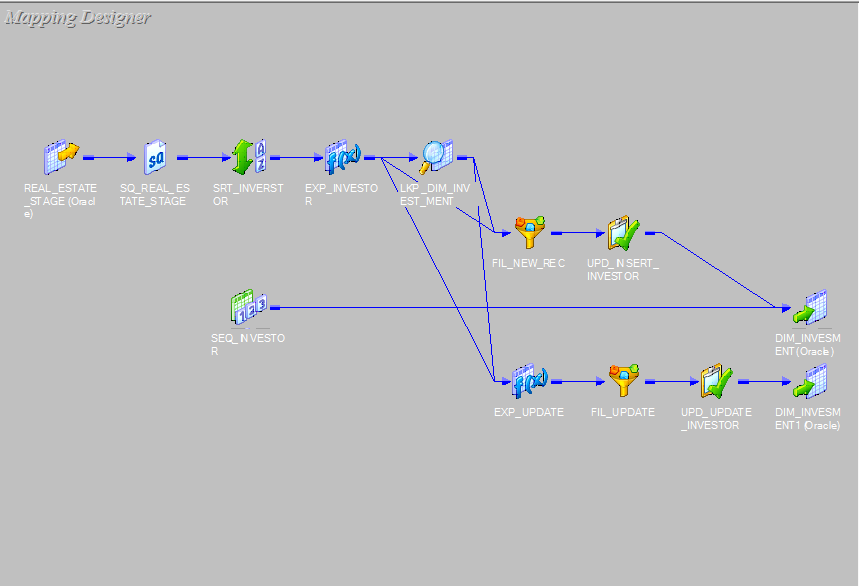 Mapping Designer
REAL_ESTATE
_STAGE (Oracl
e)
SQ_REAL_ES
TATE_STAGE
SRT_INVERST
OR
EXP_INVESTO
R
LKP_DIM_INV
EST_MENT
FIL_NEW_REC
UPD_INSERT_
INVESTOR
SEQ_INVESTO
R
DIM_INVESM
ENT (Oracle)
EXP_UPDATE
FIL_UPDATE
UPD_UPDATE
_INVESTOR
DIM_INVESM
ENT1 (Oracle)